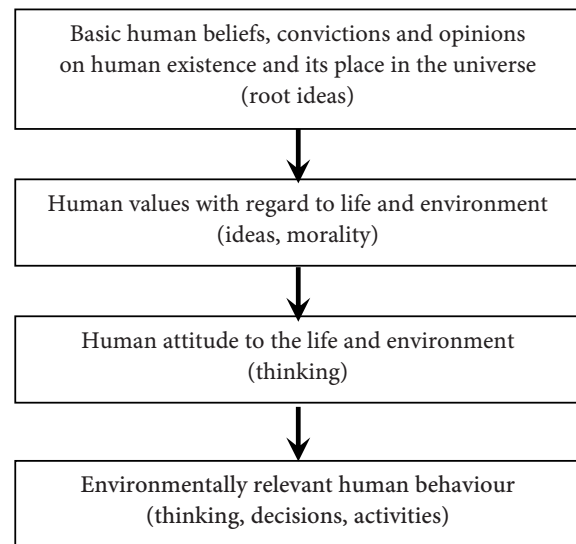 Basic human beliefs, convictions and opinions
on human existence and its place in the universe
(root ideas)
Human values with regard to life and environment
(ideas, morality)
Human attitude to the life and environment
(thinking)
Environmentally relevant human behaviour
(thinking, decisions, activities)